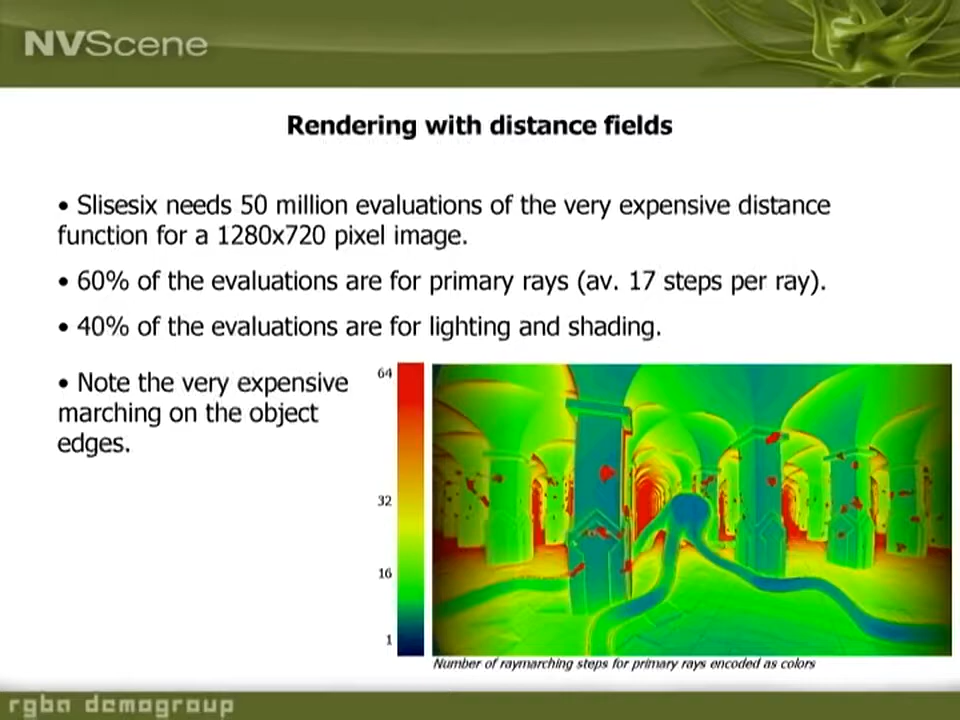 NVScene
Rendering with distance fields
• Slisesix needs 50 million evaluations of the very expensive distance
function for a 1280x720 pixel image.
• 60% of the evaluations are for primary rays (av. 17 steps per ray).
• 40% of the evaluations are for lighting and shading.
• Note the very expensive
marching on the object
edges.
64
32
16
1
Number of raymarching steps for primary rays encoded as colors
rgba demogroup